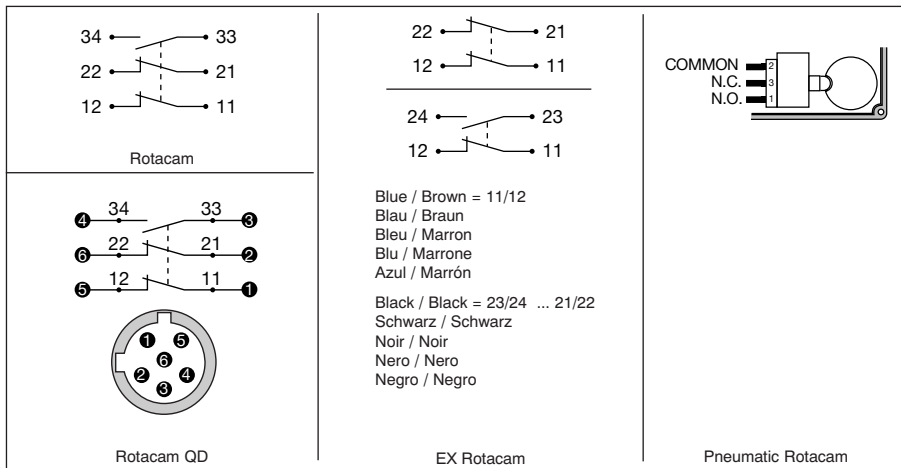 34 33
22 21
12 11
Rotacam
4 34 33 3
6 22 21 2
5 12 11 1
1 5
6
2 4
3
Rotacam QD
22 21
12 11
24 23
12 11
Blue / Brown = 11/12
Blau / Braun
Bleu / Marron
Blu / Marrone
Azul / Marrón
Black / Black = 23/24 ... 21/22
Schwarz / Schwarz
Noir / Noir
Nero / Nero
Negro / Negro
EX Rotacam
COMMON 2
N.C. 3
N.O. 1
Pneumatic Rotacam